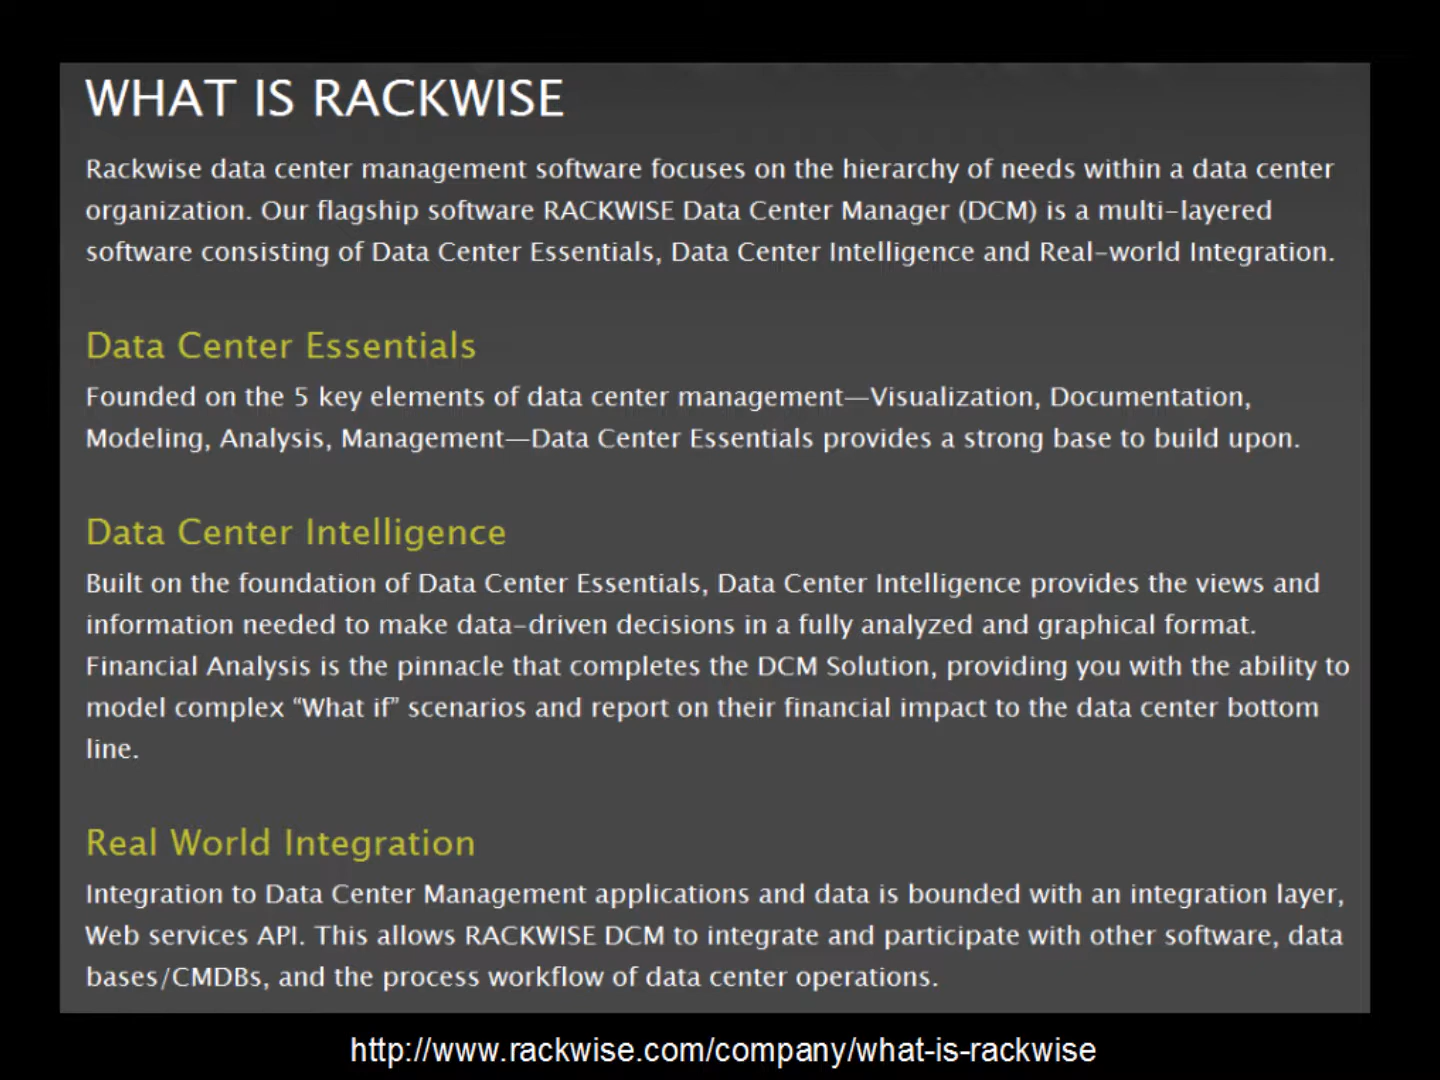 WHAT IS RACKWISE
Rackwise data center management software focuses on the hierarchy of needs within a data center
organization. Our flagship software RACKWISE Data Center Manager (DCM) is a multi-layered
software consisting of Data Center Essentials, Data Center Intelligence and Real-world Integration.
Data Center Essentials
Founded on the 5 key elements of data center management—Visualization, Documentation,
Modeling, Analysis, Management—Data Center Essentials provides a strong base to build upon.
Data Center Intelligence
Built on the foundation of Data Center Essentials, Data Center Intelligence provides the views and
information needed to make data-driven decisions in a fully analyzed and graphical format.
Financial Analysis is the pinnacle that completes the DCM Solution, providing you with the ability to
model complex “What if” scenarios and report on their financial impact to the data center bottom
line.
Real World Integration
Integration to Data Center Management applications and data is bounded with an integration layer,
Web services API. This allows RACKWISE DCM to integrate and participate with other software, data
bases/CMDBs, and the process workflow of data center operations.
http://www.rackwise.com/company/what-is-rackwise